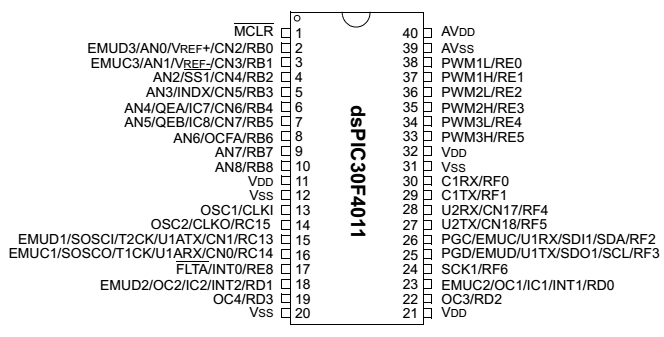 MCLR 1 40 AVDD
EMUD3/AN0/VREF+/CN2/RB0 2 39 AVSS
EMUC3/AN1/VREF-/CN3/RB1 3 38 PWM1L/RE0
AN2/SS1/CN4/RB2 4 37 PWM1H/RE1
AN3/INDX/CN5/RB3 5 36 PWM2L/RE2
AN4/QEA/IC7/CN6/RB4 6 35 PWM2H/RE3
AN5/QEB/IC8/CN7/RB5 7 34 PWM3L/RE4
AN6/OCFA/RB6 8 33 PWM3H/RE5
AN7/RB7 9 32 VDD
AN8/RB8 10 31 VSS
VDD 11 30 C1RX/RF0
VSS 12 29 C1TX/RF1
OSC1/CLKI 13 28 U2RX/CN17/RF4
OSC2/CLKO/RC15 14 27 U2TX/CN18/RF5
EMUD1/SOSCI/T2CK/U1ATX/CN1/RC13 15 26 PGC/EMUC/U1RX/SDI1/SDA/RF2
EMUC1/SOSCO/T1CK/U1ARX/CN0/RC14 16 25 PGD/EMUD/U1TX/SDO1/SCL/RF3
FLTA/INT0/RE8 17 24 SCK1/RF6
EMUD2/OC2/IC2/INT2/RD1 18 23 EMUC2/OC1/IC1/INT1/RD0
OC4/RD3 19 22 OC3/RD2
VSS 20 21 VDD
dsPIC30F4011